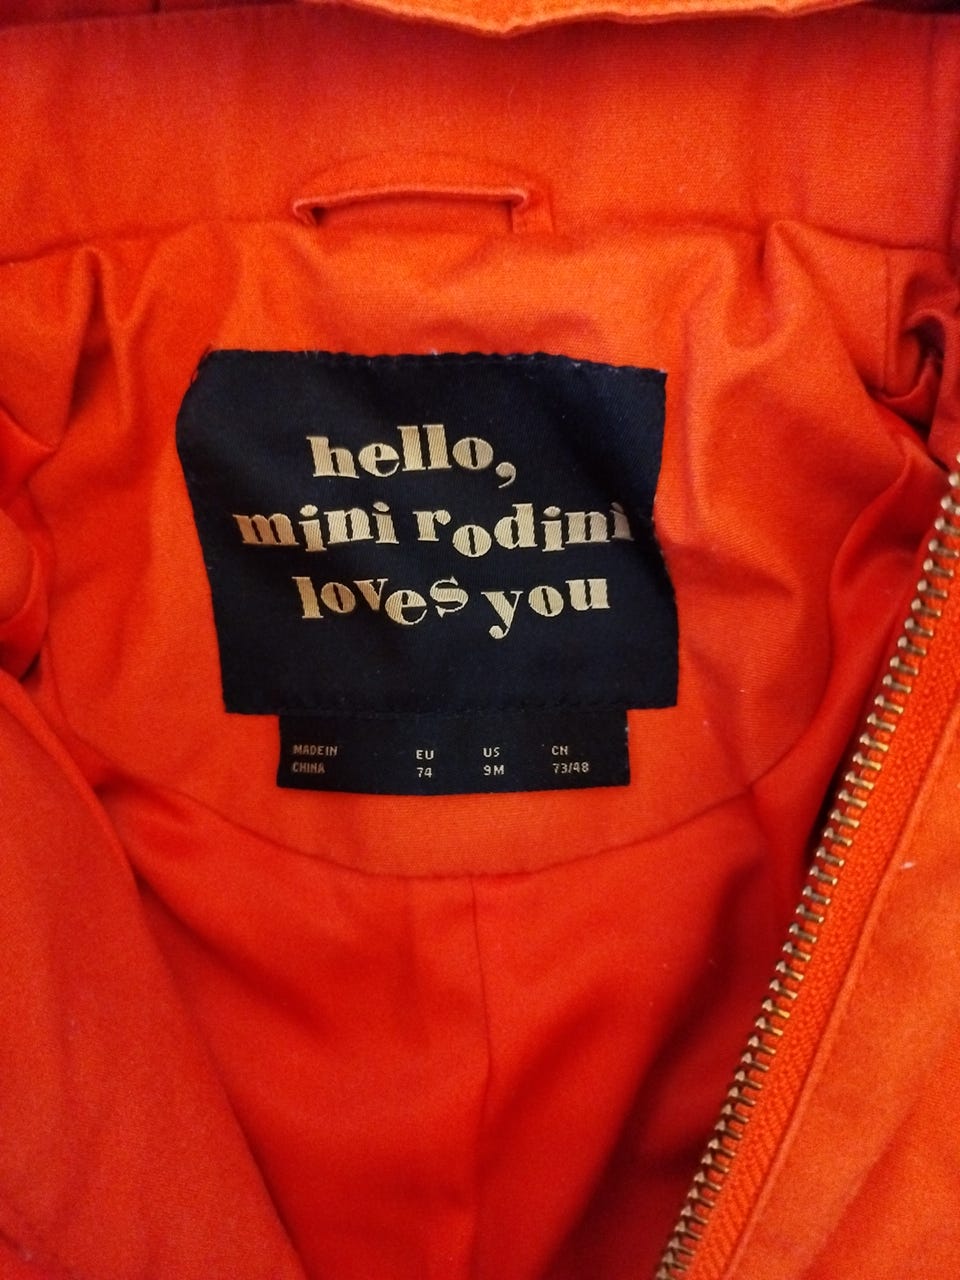 hello,
mini rodini
loves you
MADE IN EU US CN
CHINA 74 9M 73/48